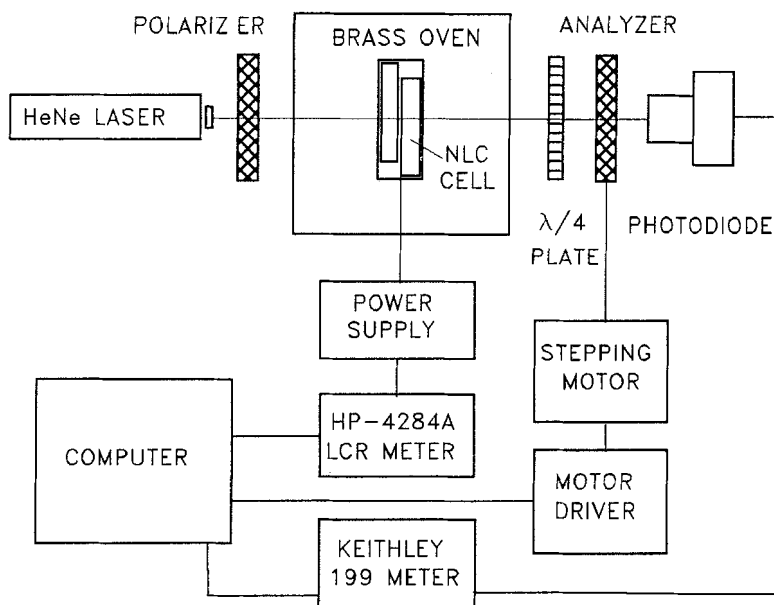 POLARIZ ER
BRASS OVEN
ANALYZER
HeNe LASER
NLC
CELL
λ/4
PLATE
PHOTODIODE
POWER
SUPPLY
STEPPING
MOTOR
HP-4284A
LCR METER
COMPUTER
MOTOR
DRIVER
KEITHLEY
199 METER